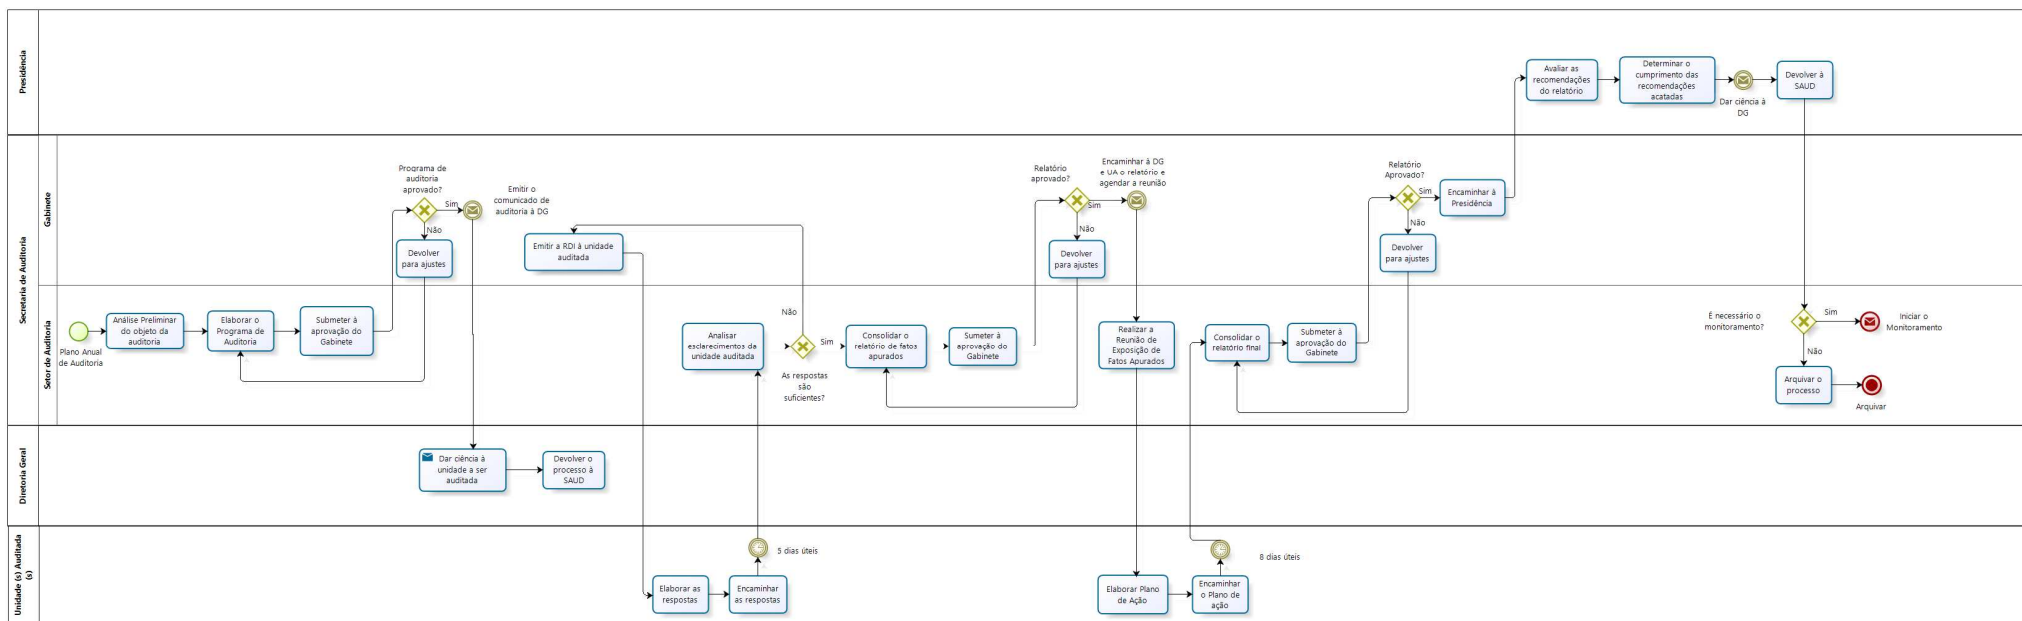 Presidência
Avaliar as
recomendações
do relatório
Determinar o
cumprimento das
recomendações
acatadas
Dar ciência à
DG
Devolver à
SAUD
Secretaria de Auditoria
Gabinete
Programa de
auditoria
aprovado?
Sim
Não
Emitir o
comunicado de
auditoria à DG
Devolver
para ajustes
Emitir a RDI à unidade
auditada
Relatório
aprovado?
Sim
Não
Encaminhar à DG
e UA o relatório e
agendar a reunião
Devolver
para ajustes
Relatório
Aprovado?
Sim
Não
Encaminhar à
Presidência
Devolver
para ajustes
Setor de Auditoria
Plano Anual
de Auditoria
Análise Preliminar
do objeto da
auditoria
Elaborar o
Programa de
Auditoria
Submeter à
aprovação do
Gabinete
Analisar
esclarecimentos da
unidade auditada
Não
Sim
As respostas
são
suficientes?
Consolidar o
relatório de fatos
apurados
Sumeter à
aprovação do
Gabinete
Realizar a
Reunião de
Exposição de
Fatos Apurados
Consolidar o
relatório final
Submeter à
aprovação do
Gabinete
É necessário o
monitoramento?
Sim
Não
Iniciar o
Monitoramento
Arquivar o
processo
Arquivar
Diretoria Geral
Dar ciência à
unidade a ser
auditada
Devolver o
processo à
SAUD
Unidade (s) Auditada
(s)
Elaborar as
respostas
Encaminhar
as respostas
5 dias úteis
Elaborar Plano
de Ação
Encaminhar
o Plano de
ação
8 dias úteis